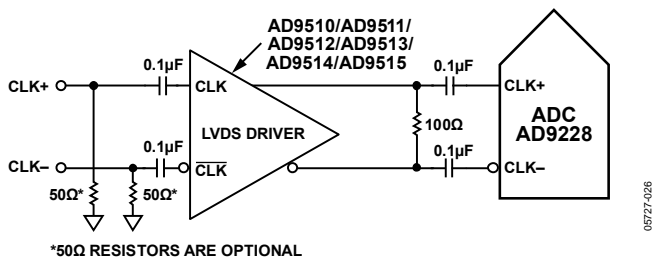 AD9510/AD9511/
AD9512/AD9513/
AD9514/AD9515
0.1µF
0.1µF
CLK+
CLK
CLK+
ADC
AD9228
LVDS DRIVER
100Ω
0.1µF
0.1µF
CLK–
CLK
CLK–
50Ω*
50Ω*
*50Ω RESISTORS ARE OPTIONAL
05727-026